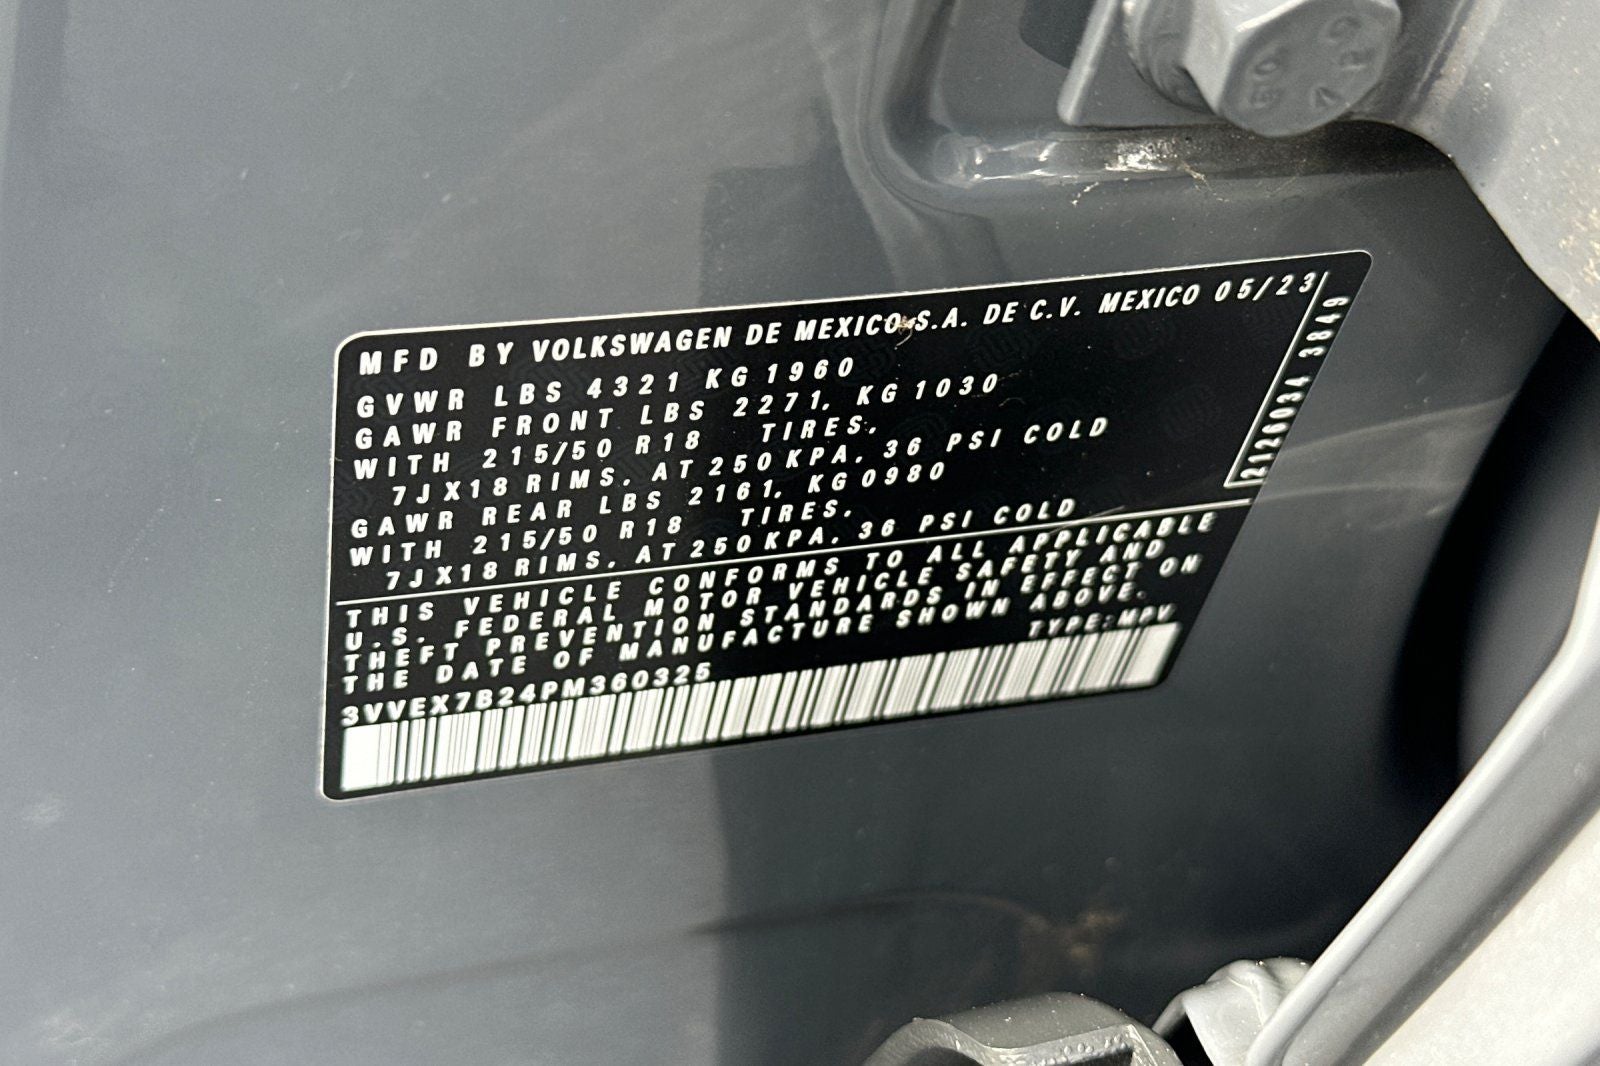 MFD BY VOLKSWAGEN DE MEXICO S.A. DE C.V. MEXICO 05/23
GVWR LBS 4321 KG 1960
GAWR FRONT LBS 2271, KG 1030
WITH 215/50 R18 TIRES,
7JX18 RIMS, AT 250 KPA, 36 PSI COLD
GAWR REAR LBS 2161, KG 0980
WITH 215/50 R18 TIRES,
7JX18 RIMS, AT 250 KPA, 36 PSI COLD
2126034 3849
THIS VEHICLE CONFORMS TO ALL APPLICABLE
U.S. FEDERAL MOTOR VEHICLE SAFETY AND
THEFT PREVENTION STANDARDS IN EFFECT ON
THE DATE OF MANUFACTURE SHOWN ABOVE.
3VVEX7B24PM360325 TYPE: MPV